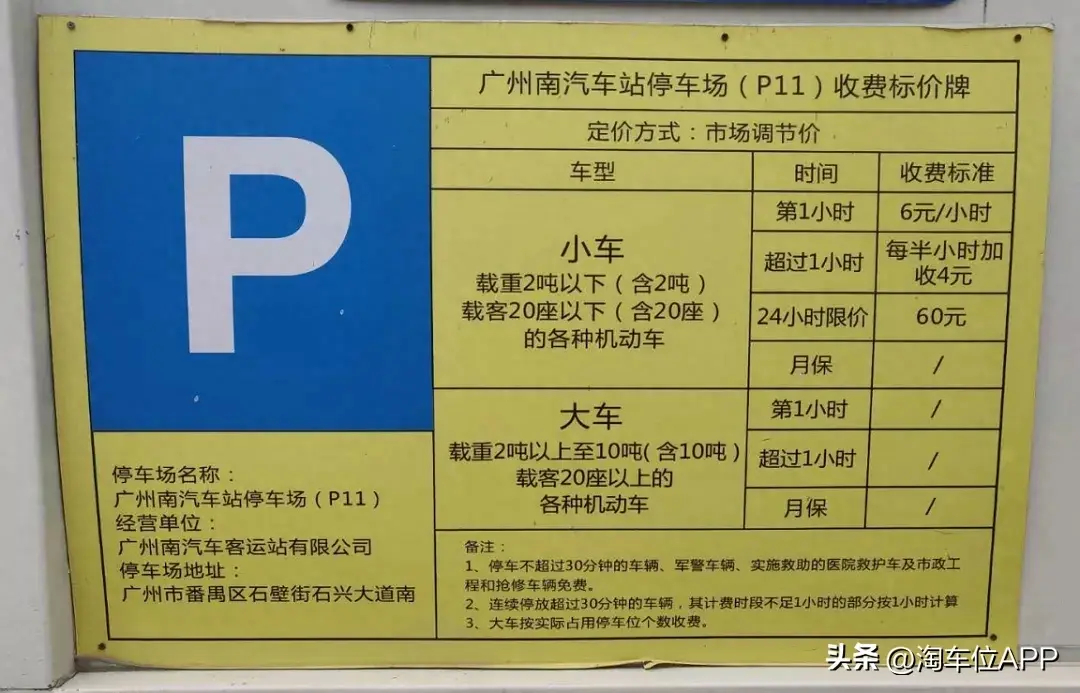 P
广州南汽车站停车场（P11）收费标价牌
定价方式：市场调节价
车型 时间 收费标准
小车
载重2吨以下（含2吨）
载客20座以下（含20座）
的各种机动车
第1小时 6元/小时
超过1小时 每半小时加
收4元
24小时限价 60元
月保 /
大车
载重2吨以上至10吨(含10吨)
载客20座以上的
各种机动车
第1小时 /
超过1小时 /
月保 /
停车场名称：
广州南汽车站停车场（P11）
经营单位：
广州南汽车客运站有限公司
停车场地址：
广州市番禺区石壁街石兴大道南
备注：
1、停车不超过30分钟的车辆、军警车辆、实施救助的医院救护车及市政工
程和抢修车辆免费。
2、连续停放超过30分钟的车辆，其计费时段不足1小时的部分按1小时计算
3、大车按实际占用停车位个数收费。
头条 @淘车位APP